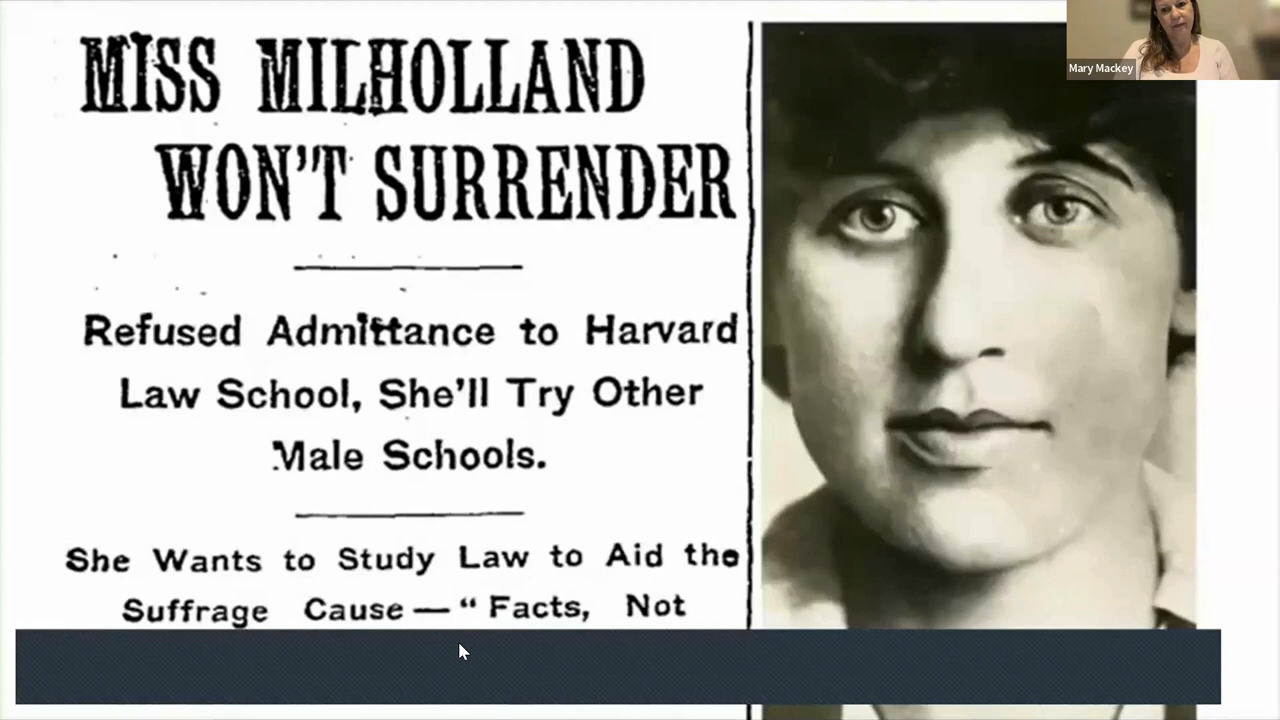 MISS MILHOLLAND
WON'T SURRENDER
Refused Admittance to Harvard
Law School, She'll Try Other
Male Schools.
She Wants to Study Law to Aid the
Suffrage Cause — " Facts, Not
Mary Mackey